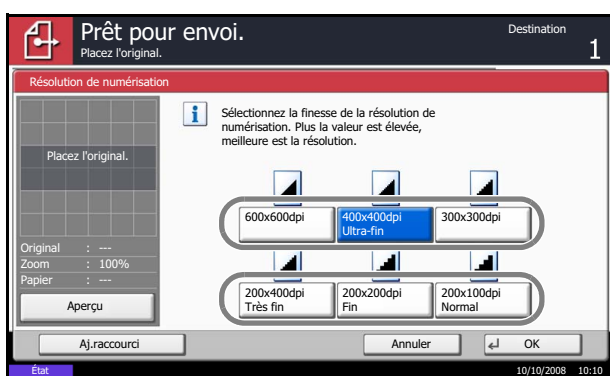 Prêt pour envoi.
Placez l'original.
Destination
1
Résolution de numérisation
Placez l'original.
Sélectionnez la finesse de la résolution de
numérisation. Plus la valeur est élevée,
meilleure est la résolution.
600x600dpi
400x400dpi
Ultra-fin
300x300dpi
200x400dpi
Très fin
200x200dpi
Fin
200x100dpi
Normal
Original : ---
Zoom : 100%
Papier : ---
Aperçu
Aj.raccourci
Annuler
OK
État
10/10/2008 10:10